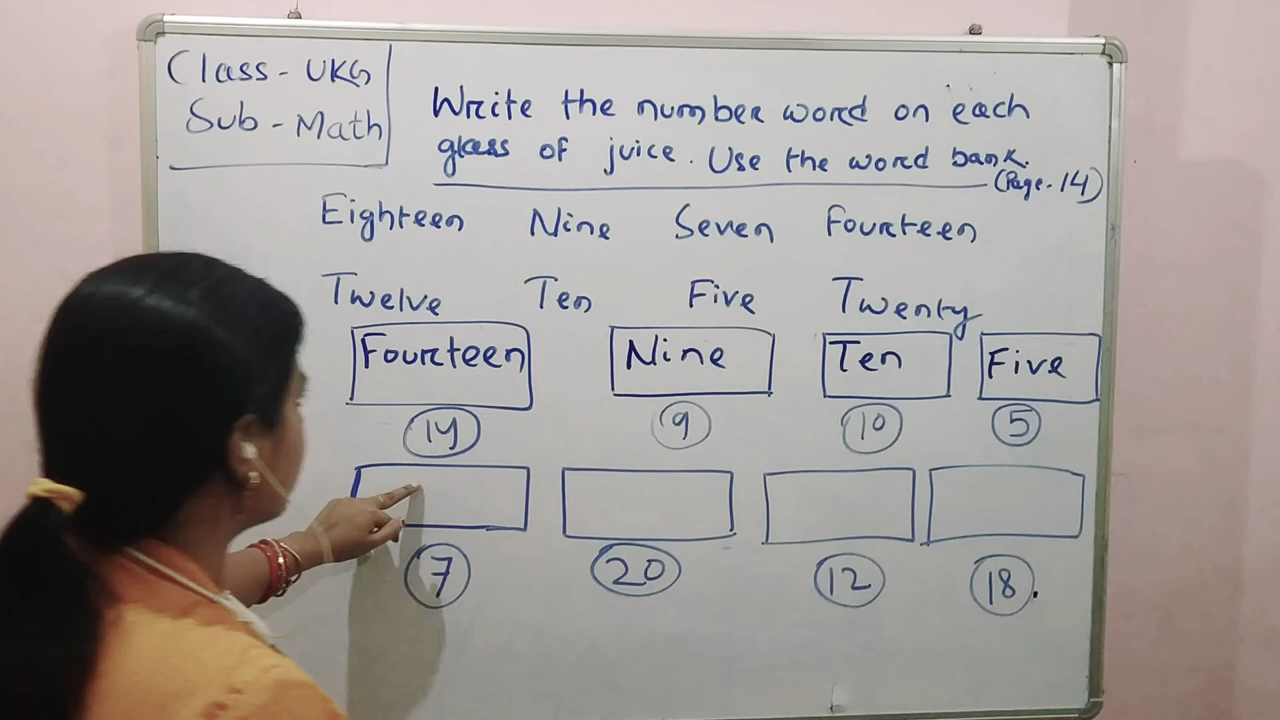 Class - UKG
Sub - Math
Write the number word on each
glass of juice. Use the word bank.
(Page - 14)
Eighteen Nine Seven Fourteen
Twelve Ten Five Twenty
Fourteen Nine Ten Five
14 9 10 5
7 20 12 18.